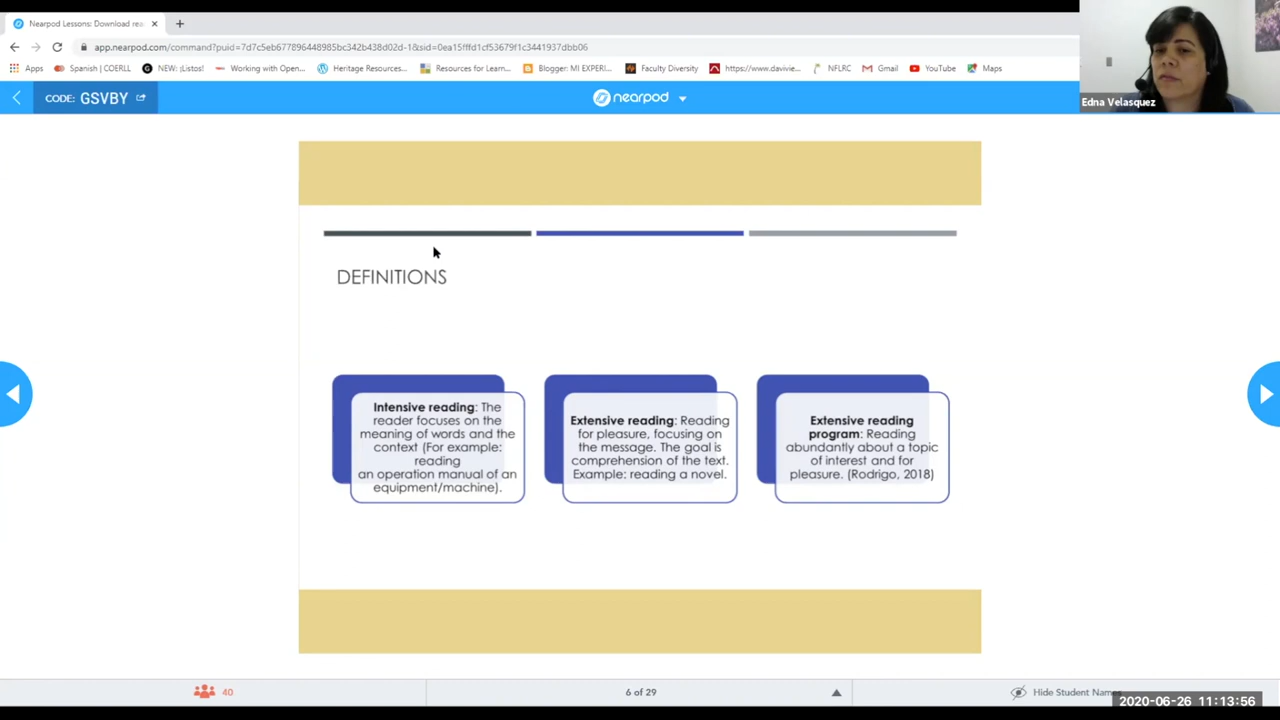 Nearpod Lessons: Download rea
app.nearpod.com/command?puid=7d7c5eb677896448985bc342b438d02d-1&sid=0ea15fffd1cf53679f1c3441937dbb06
Apps Spanish | COERLL NEW: ¡Listos! Working with Open... Heritage Resources... Resources for Learn... Blogger: MI EXPERI... Faculty Diversity https://www.davivie... NFLRC Gmail YouTube Maps
CODE: GSVBY
nearpod
Edna Velasquez
DEFINITIONS
Intensive reading: The
reader focuses on the
meaning of words and the
context (For example:
reading
an operation manual of an
equipment/machine).
Extensive reading: Reading
for pleasure, focusing on
the message. The goal is
comprehension of the text.
Example: reading a novel.
Extensive reading
program: Reading
abundantly about a topic
of interest and for
pleasure. (Rodrigo, 2018)
40
6 of 29
Hide Student Names
2020-06-26 11:13:56